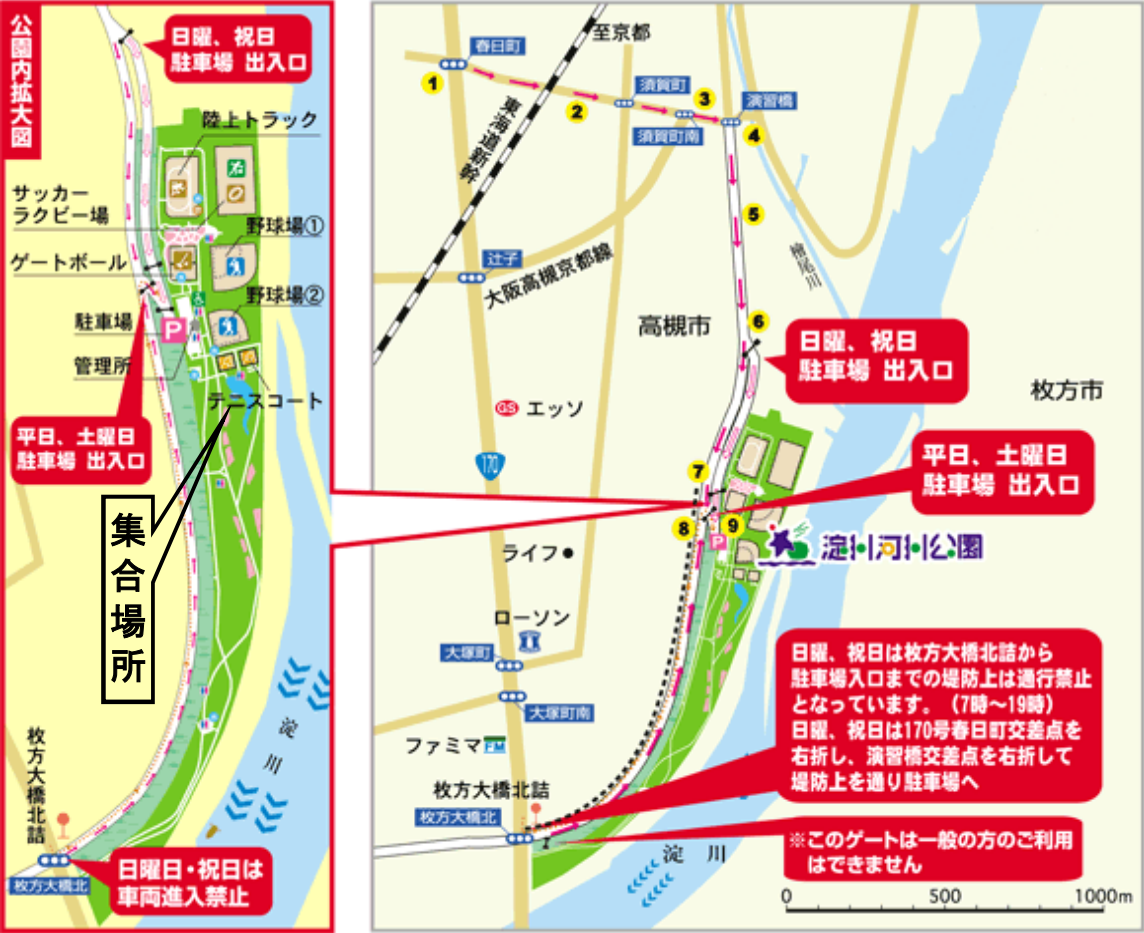 公園内拡大図
日曜、祝日
駐車場 出入口
陸上トラック
サッカー
ラクビー場
野球場①
ゲートボール
野球場②
駐車場
P
管理所
テニスコート
平日、土曜日
駐車場 出入口
集合場所
淀川
枚方大橋北詰
枚方大橋北
日曜日・祝日は
車両進入禁止
至京都
春日町
1
東海道新幹
2
須賀町
3
演習橋
須賀町南
4
5
檜尾川
辻子
大阪高槻京都線
高槻市
6
日曜、祝日
駐車場 出入口
枚方市
GS エッソ
170
7
平日、土曜日
駐車場 出入口
8
9
P
淀川河川公園
ライフ
ローソン
大塚町
大塚町南
ファミマ FM
枚方大橋北詰
枚方大橋北
日曜、祝日は枚方大橋北詰から
駐車場入口までの堤防上は通行禁止
となっています。（7時～19時）
日曜、祝日は170号春日町交差点を
右折し、演習橋交差点を右折して
堤防上を通り駐車場へ
※このゲートは一般の方のご利用
はできません
淀 川
0 500 1000m